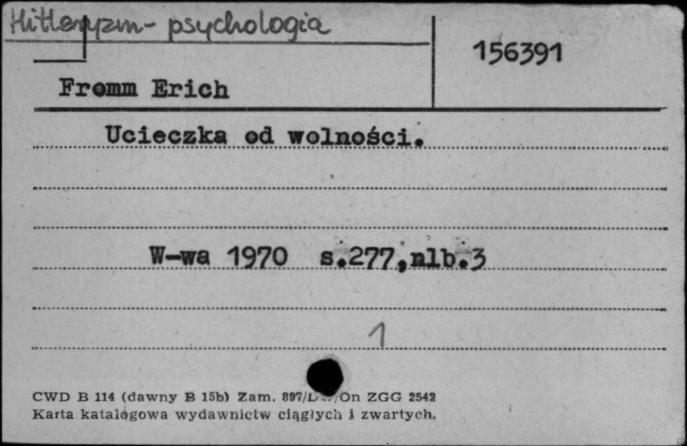 Hitleryzm - psychologia
156391
Fromm Erich
Ucieczka od wolności.
W-wa 1970 s.277,nlb.3
1
CWD B 114 (dawny B 15b) Zam. 897/ /On ZGG 2542
Karta katalogowa wydawnictw ciągłych i zwartych.